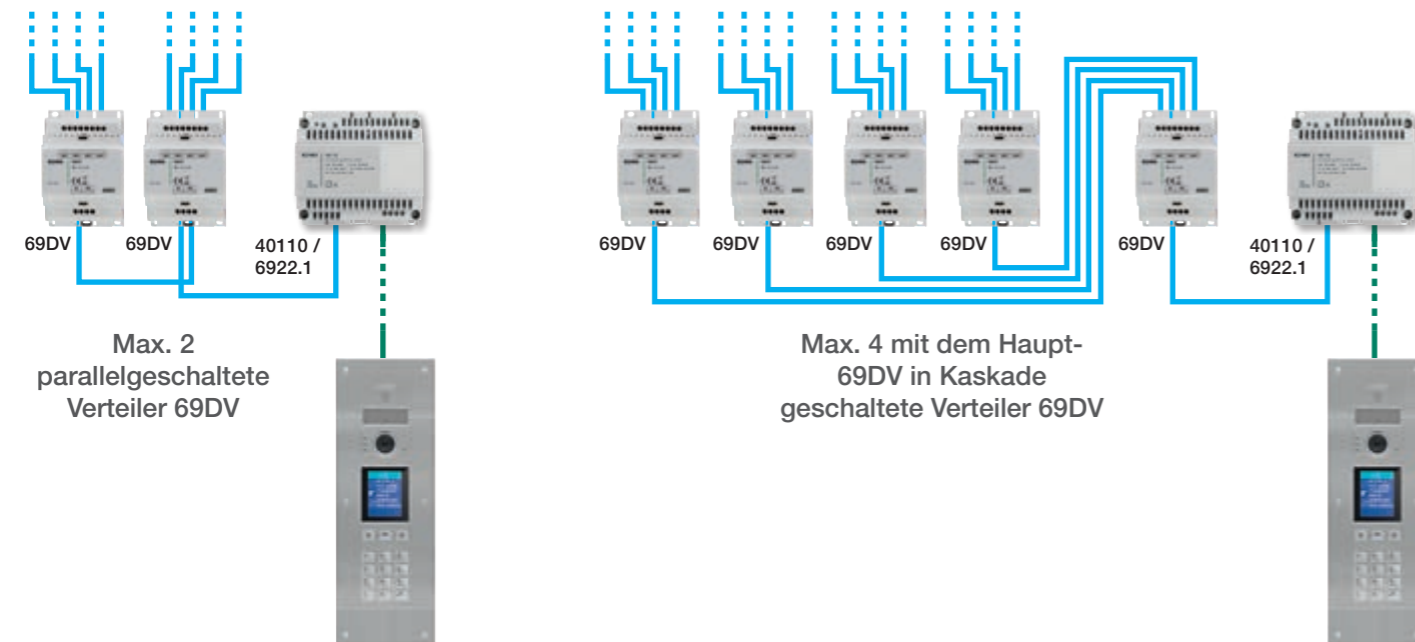 69DV
69DV
40110 /
6922.1
Max. 2
parallelgeschaltete
Verteiler 69DV
69DV
69DV
69DV
69DV
69DV
40110 /
6922.1
Max. 4 mit dem Haupt-
69DV in Kaskade
geschaltete Verteiler 69DV